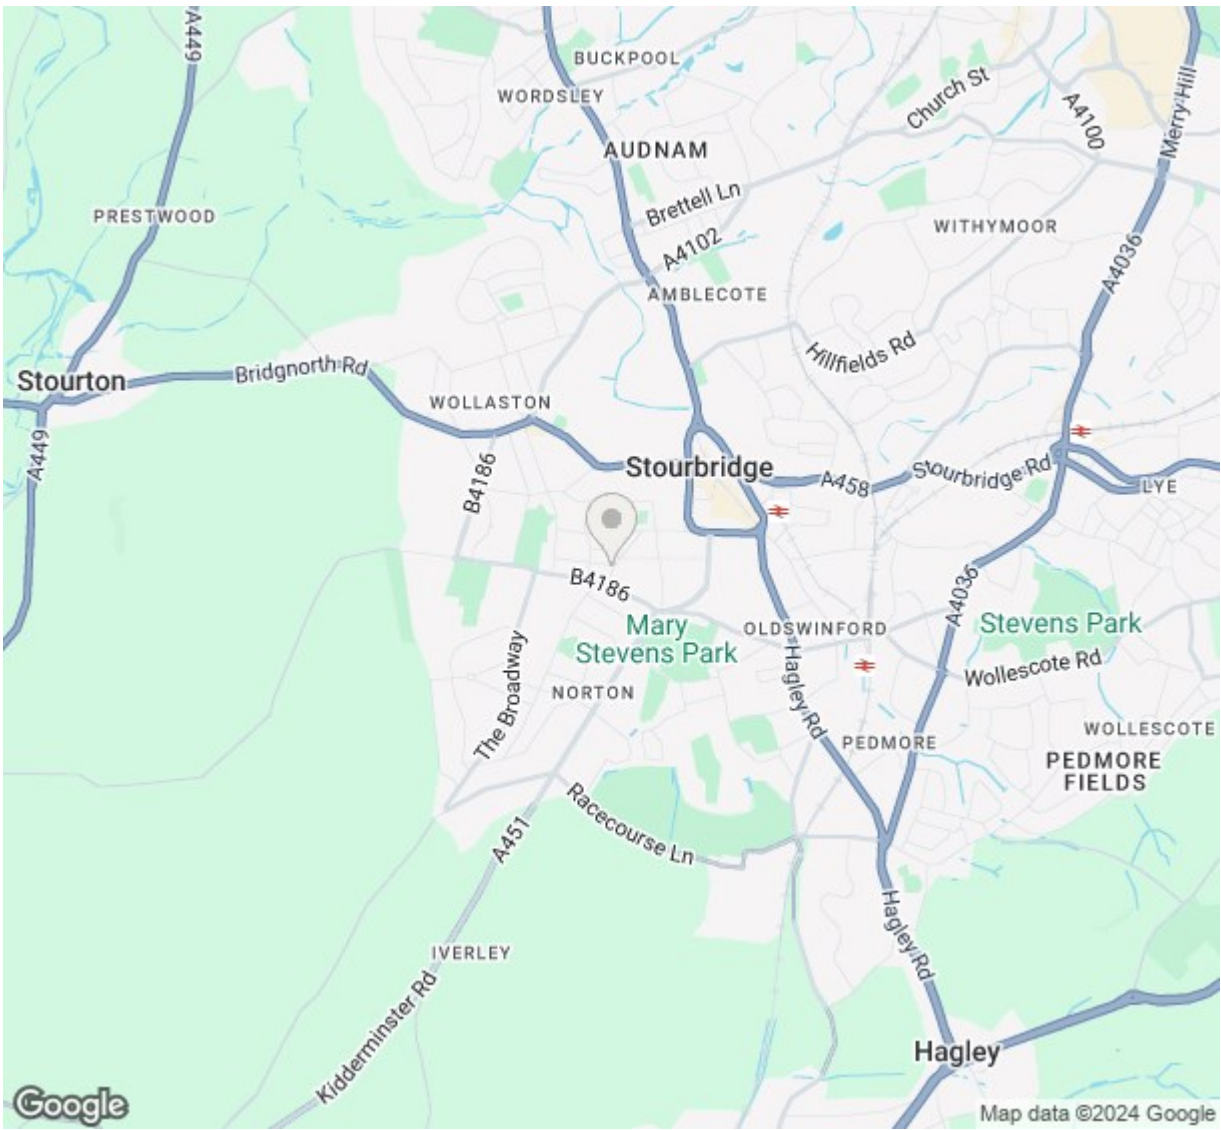 A449
BUCKPOOL
WORDSLEY
Church St
A4100
Merry Hill
AUDNAM
Brettell Ln
PRESTWOOD
WITHYMOOR
A4102
A4036
AMBLECOTE
Hillfields Rd
Bridgnorth Rd
Stourton
WOLLASTON
A449
B4186
Stourbridge
A458
Stourbridge Rd
LYE
B4186
A4036
Mary
Stevens Park
OLDSWINFORD
Stevens Park
Wollescote Rd
The Broadway
NORTON
Hagley Rd
PEDMORE
WOLLESCOTE
PEDMORE
FIELDS
Racecourse Ln
A451
Hagley Rd
IVERLEY
Kidderminster Rd
Hagley
Google
Map data ©2024 Google